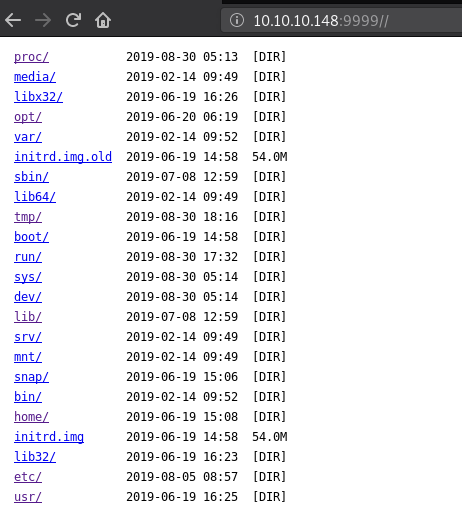 10.10.10.148:9999//
proc/ 2019-08-30 05:13 [DIR]
media/ 2019-02-14 09:49 [DIR]
libx32/ 2019-06-19 16:26 [DIR]
opt/ 2019-06-20 06:19 [DIR]
var/ 2019-02-14 09:52 [DIR]
initrd.img.old 2019-06-19 14:58 54.0M
sbin/ 2019-07-08 12:59 [DIR]
lib64/ 2019-02-14 09:49 [DIR]
tmp/ 2019-08-30 18:16 [DIR]
boot/ 2019-06-19 14:58 [DIR]
run/ 2019-08-30 17:32 [DIR]
sys/ 2019-08-30 05:14 [DIR]
dev/ 2019-08-30 05:14 [DIR]
lib/ 2019-07-08 12:59 [DIR]
srv/ 2019-02-14 09:49 [DIR]
mnt/ 2019-02-14 09:49 [DIR]
snap/ 2019-06-19 15:06 [DIR]
bin/ 2019-02-14 09:52 [DIR]
home/ 2019-06-19 15:08 [DIR]
initrd.img 2019-06-19 14:58 54.0M
lib32/ 2019-06-19 16:23 [DIR]
etc/ 2019-08-05 08:57 [DIR]
usr/ 2019-06-19 16:25 [DIR]